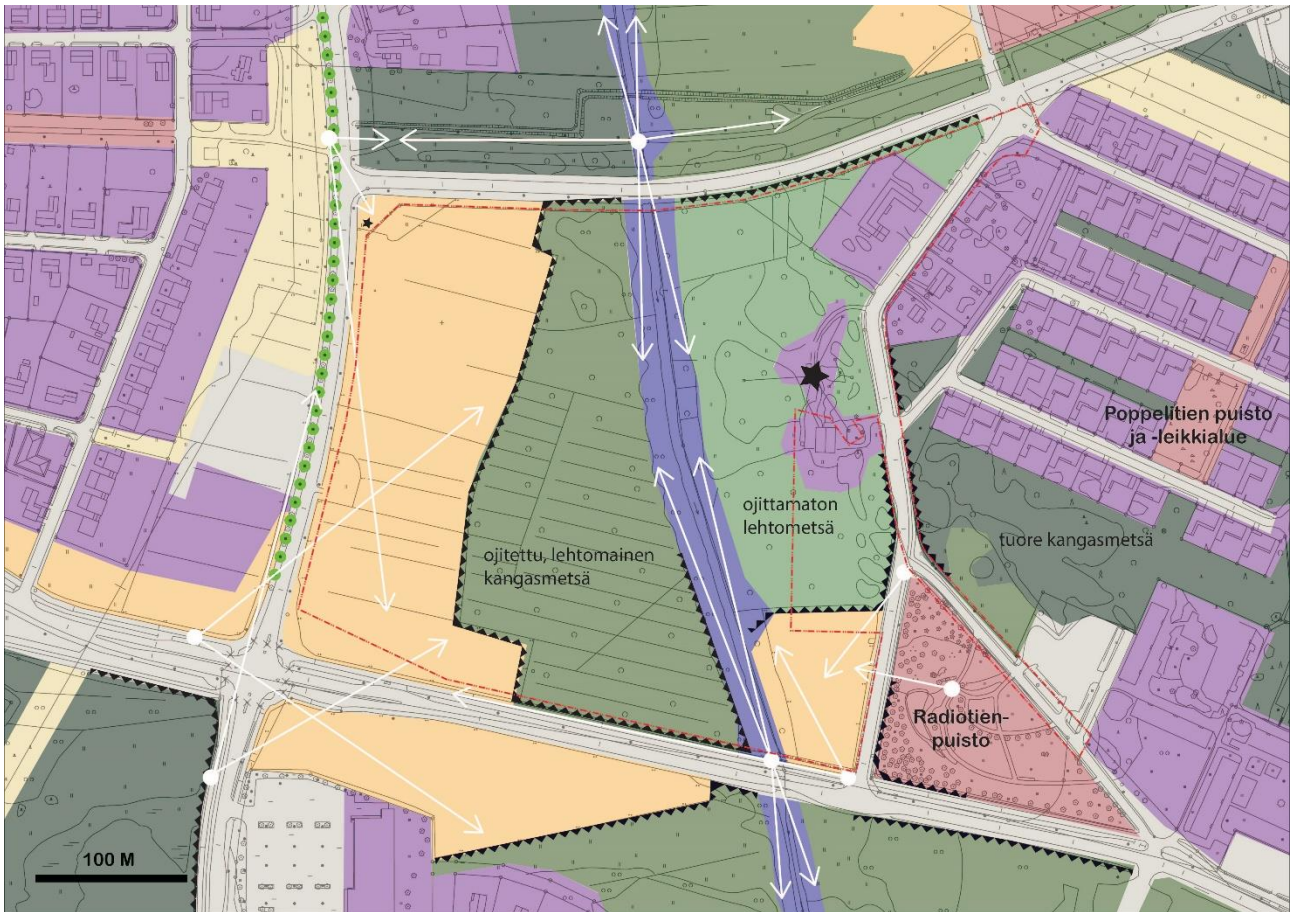 Poppelitien puisto
ja -leikkialue
ojittamaton
lehtometsä
tuore kangasmetsä
ojitettu, lehtomainen
kangasmetsä
Radiotien-
puisto
100 M